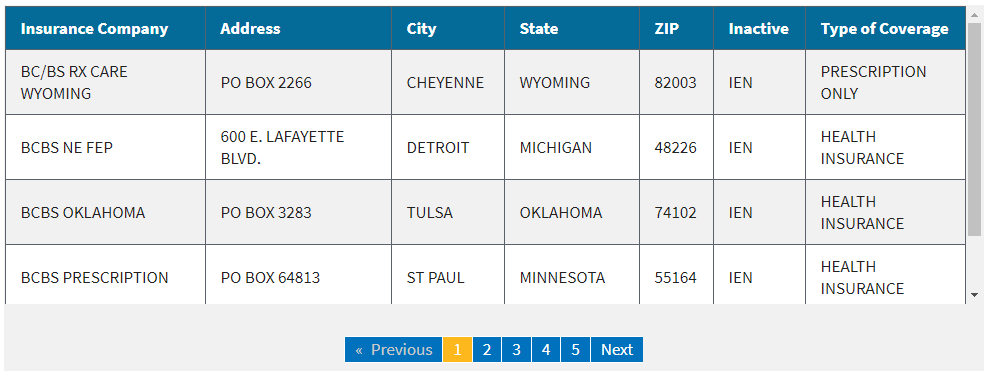 Insurance Company Address City State ZIP Inactive Type of Coverage
BC/BS RX CARE WYOMING PO BOX 2266 CHEYENNE WYOMING 82003 IEN PRESCRIPTION ONLY
BCBS NE FEP 600 E. LAFAYETTE BLVD. DETROIT MICHIGAN 48226 IEN HEALTH INSURANCE
BCBS OKLAHOMA PO BOX 3283 TULSA OKLAHOMA 74102 IEN HEALTH INSURANCE
BCBS PRESCRIPTION PO BOX 64813 ST PAUL MINNESOTA 55164 IEN HEALTH INSURANCE
« Previous 1 2 3 4 5 Next